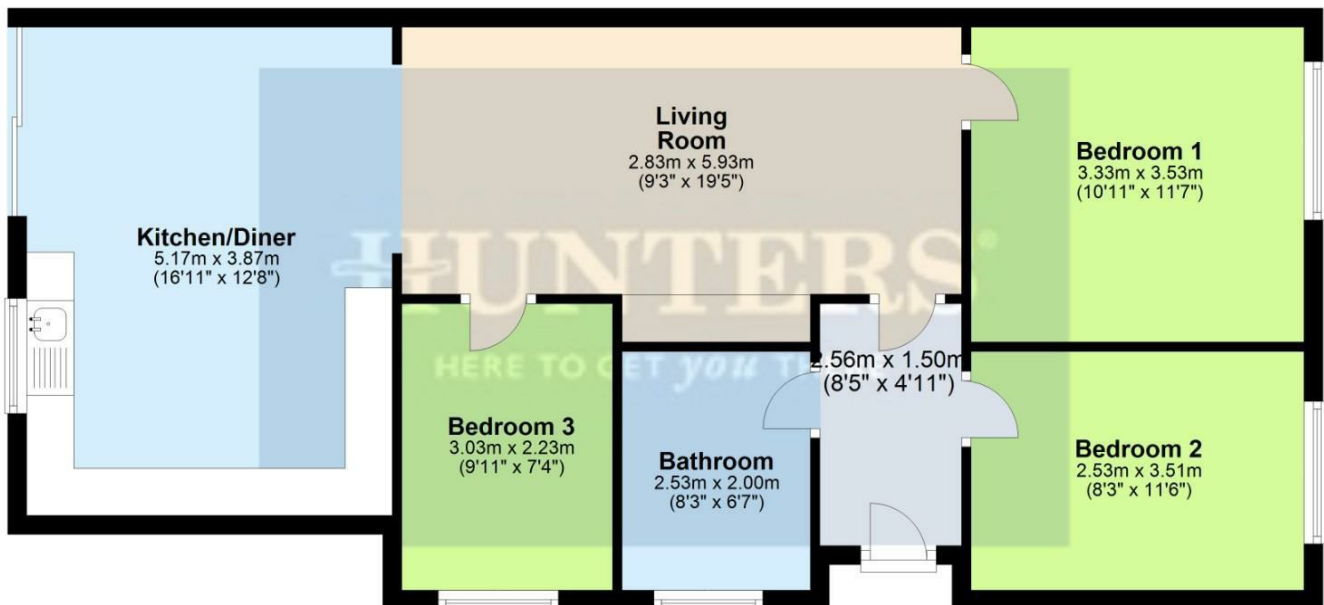 Living
Room
2.83m x 5.93m
(9'3" x 19'5")
Bedroom 1
3.33m x 3.53m
(10'11" x 11'7")
Kitchen/Diner
5.17m x 3.87m
(16'11" x 12'8")
HUNTERS®
HERE TO GET you
2.56m x 1.50m
(8'5" x 4'11")
Bedroom 3
3.03m x 2.23m
(9'11" x 7'4")
Bathroom
2.53m x 2.00m
(8'3" x 6'7")
Bedroom 2
2.53m x 3.51m
(8'3" x 11'6")